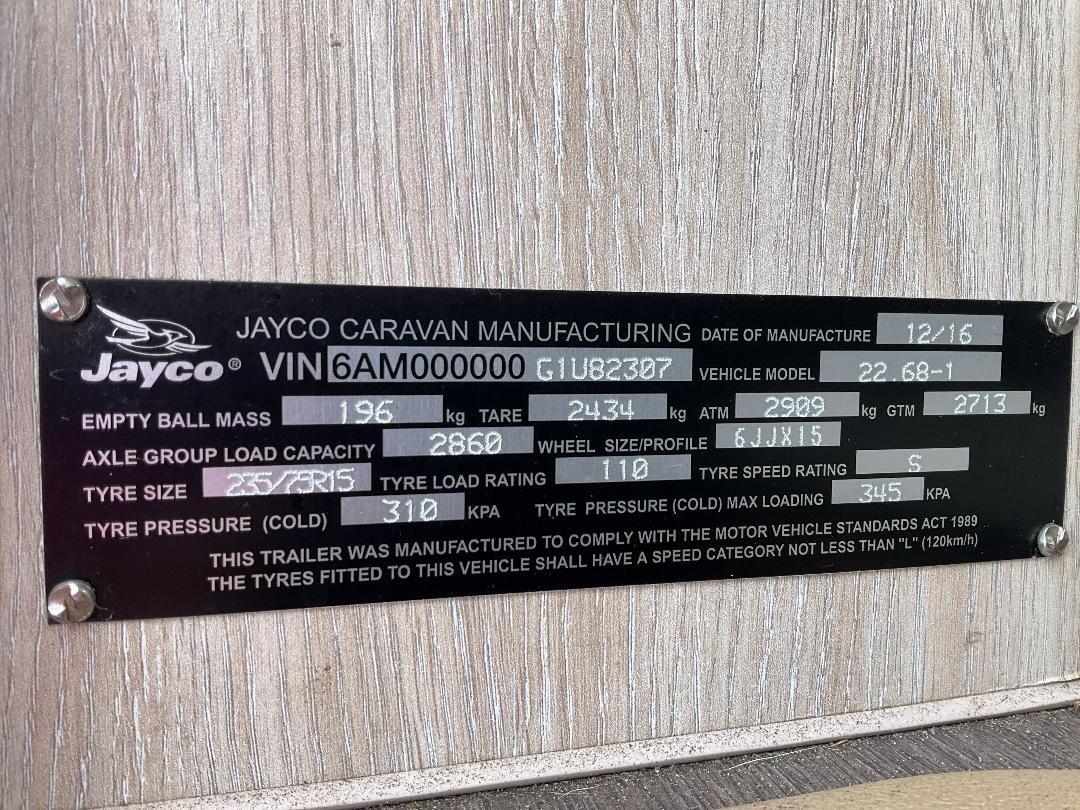 JAYCO CARAVAN MANUFACTURING DATE OF MANUFACTURE 12/16
Jayco® VIN 6AM000000 G1U82307 VEHICLE MODEL 22.68-1
EMPTY BALL MASS 196 kg TARE 2434 kg ATM 2909 kg GTM 2713 kg
AXLE GROUP LOAD CAPACITY 2860 WHEEL SIZE/PROFILE 6JJX15
TYRE SIZE 235/75R15 TYRE LOAD RATING 110 TYRE SPEED RATING S
TYRE PRESSURE (COLD) 310 KPA TYRE PRESSURE (COLD) MAX LOADING 345 KPA
THIS TRAILER WAS MANUFACTURED TO COMPLY WITH THE MOTOR VEHICLE STANDARDS ACT 1989
THE TYRES FITTED TO THIS VEHICLE SHALL HAVE A SPEED CATEGORY NOT LESS THAN "L" (120km/h)